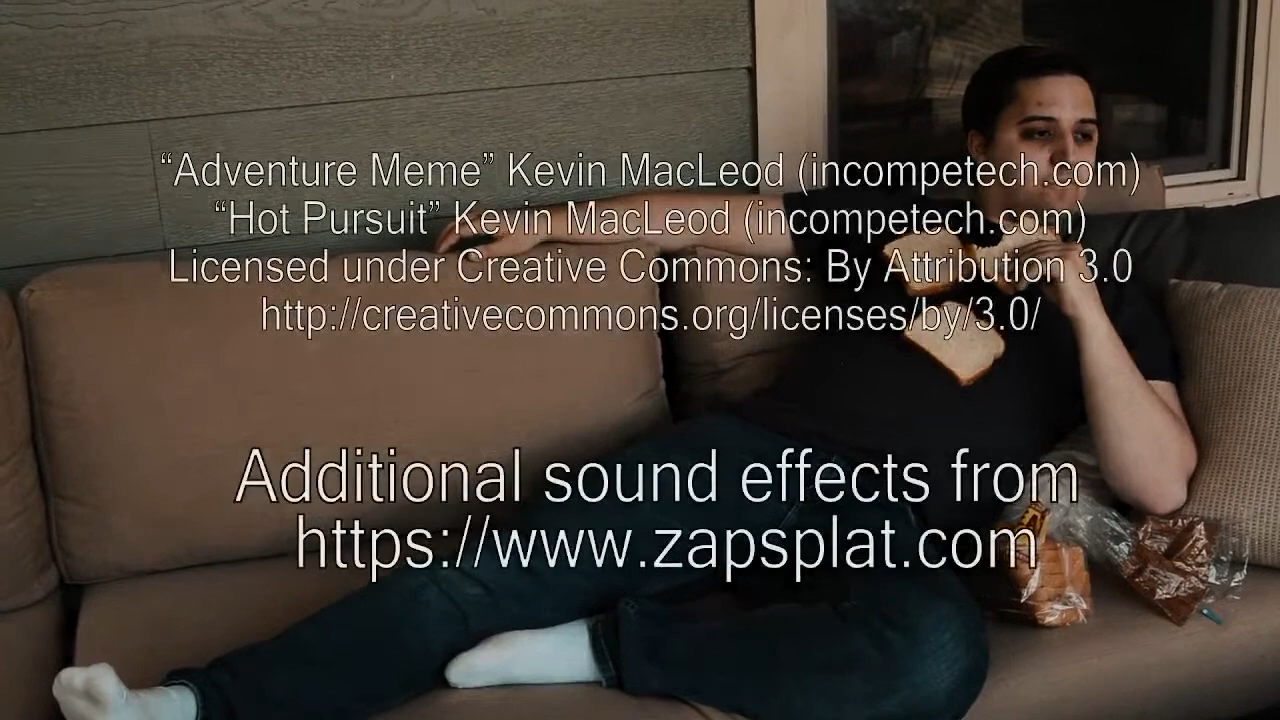 “Adventure Meme” Kevin MacLeod (incompetech.com)
“Hot Pursuit” Kevin MacLeod (incompetech.com)
Licensed under Creative Commons: By Attribution 3.0
http://creativecommons.org/licenses/by/3.0/
Additional sound effects from
https://www.zapsplat.com